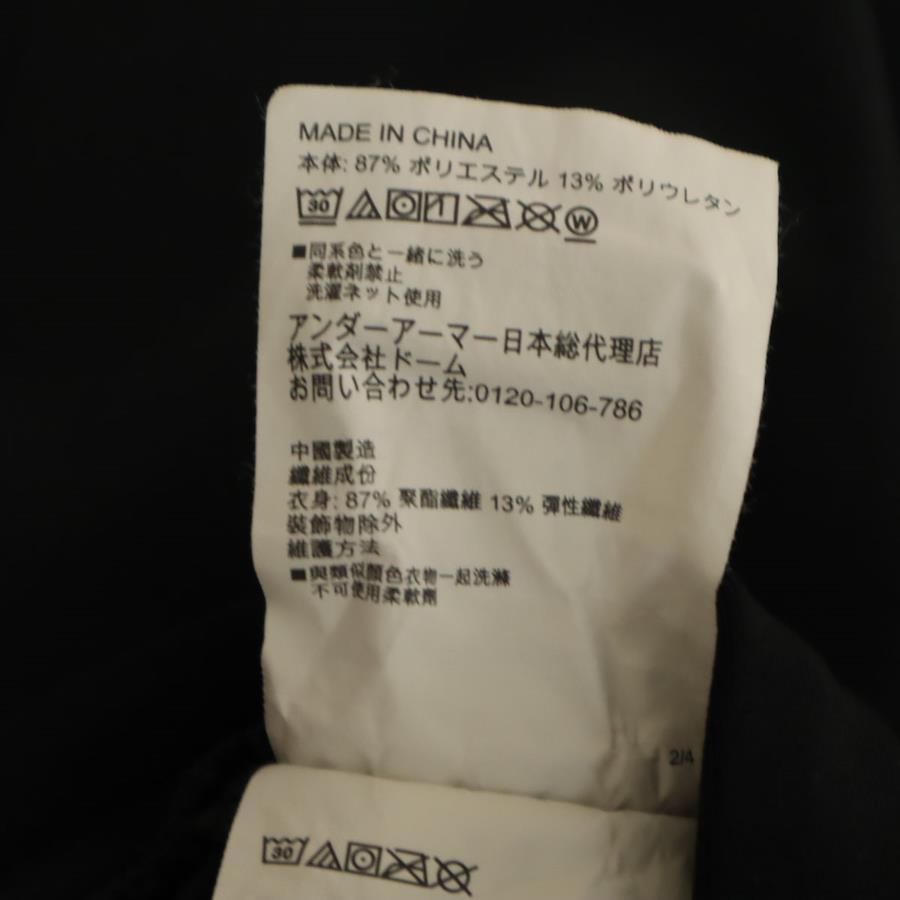 MADE IN CHINA
本体: 87% ポリエステル 13% ポリウレタン
30 W
■同系色と一緒に洗う
柔軟剤禁止
洗濯ネット使用
アンダーアーマー日本総代理店
株式会社ドーム
お問い合わせ先:0120-106-786
中國製造
纖維成份
衣身: 87% 聚酯纖維 13% 彈性纖維
裝飾物除外
維護方法
■與類似顏色衣物一起洗滌
不可使用柔軟劑
2/4
30